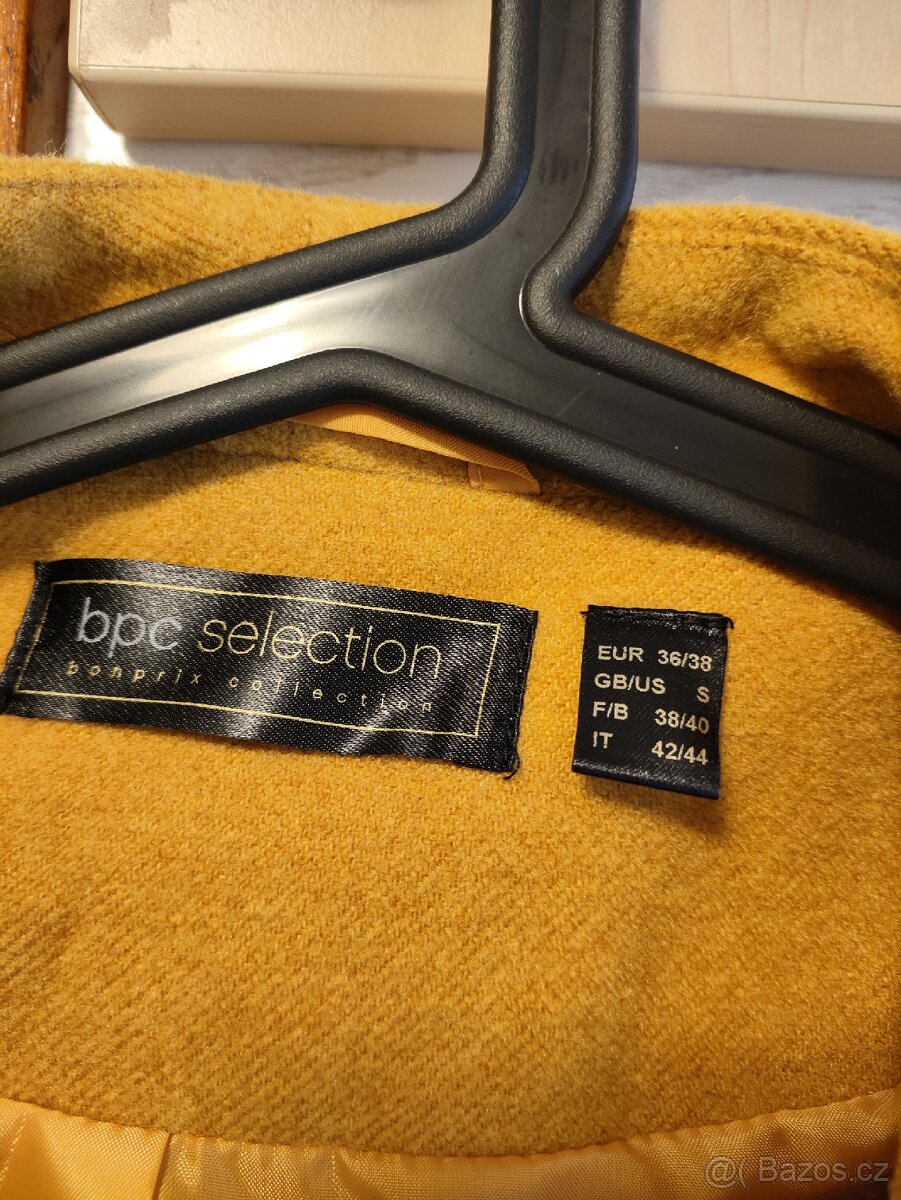 bpc selection
bonprix collection
EUR 36/38
GB/US S
F/B 38/40
IT 42/44
@( Bazos.cz